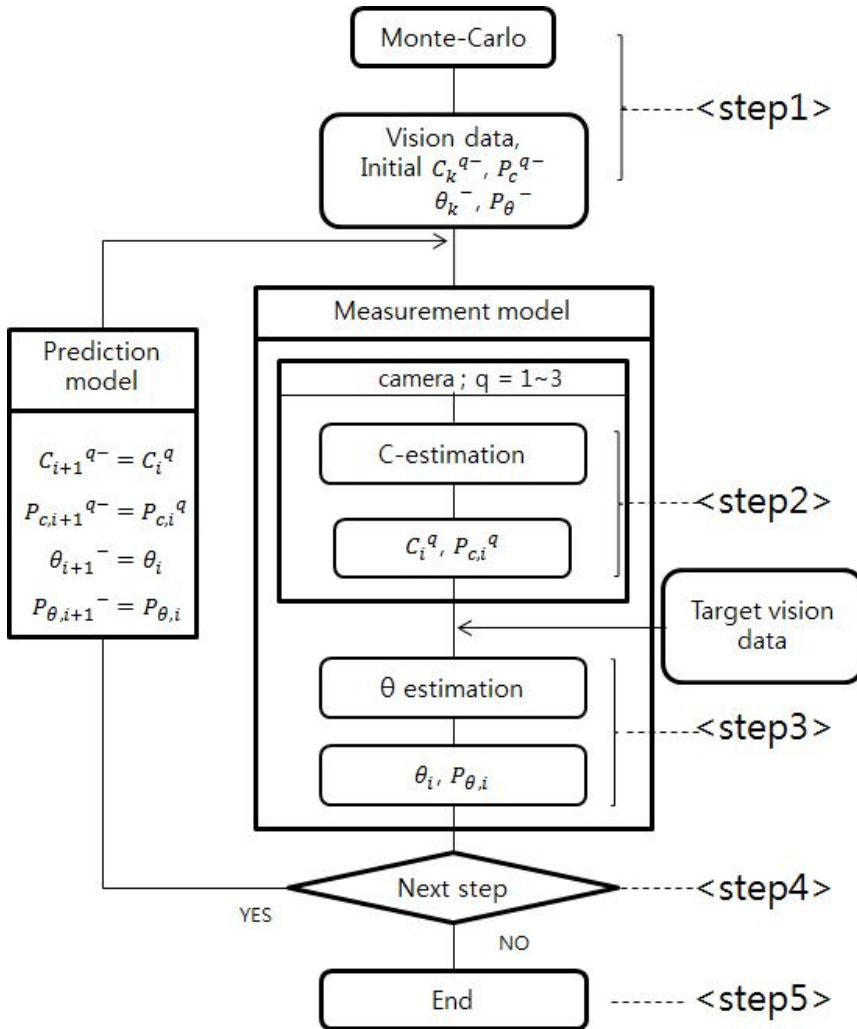 Monte-Carlo
<step1>
Vision data,
Initial C_k^{q-}, P_c^{q-}
θ_k^-, P_θ^-
Measurement model
Prediction
model
camera ; q = 1~3
C_{i+1}^{q-} = C_i^q
P_{c,i+1}^{q-} = P_{c,i}^q
θ_{i+1}^- = θ_i
P_{θ,i+1}^- = P_{θ,i}
C-estimation
<step2>
C_i^q, P_{c,i}^q
Target vision
data
θ estimation
<step3>
θ_i, P_{θ,i}
Next step
<step4>
YES
NO
End
<step5>